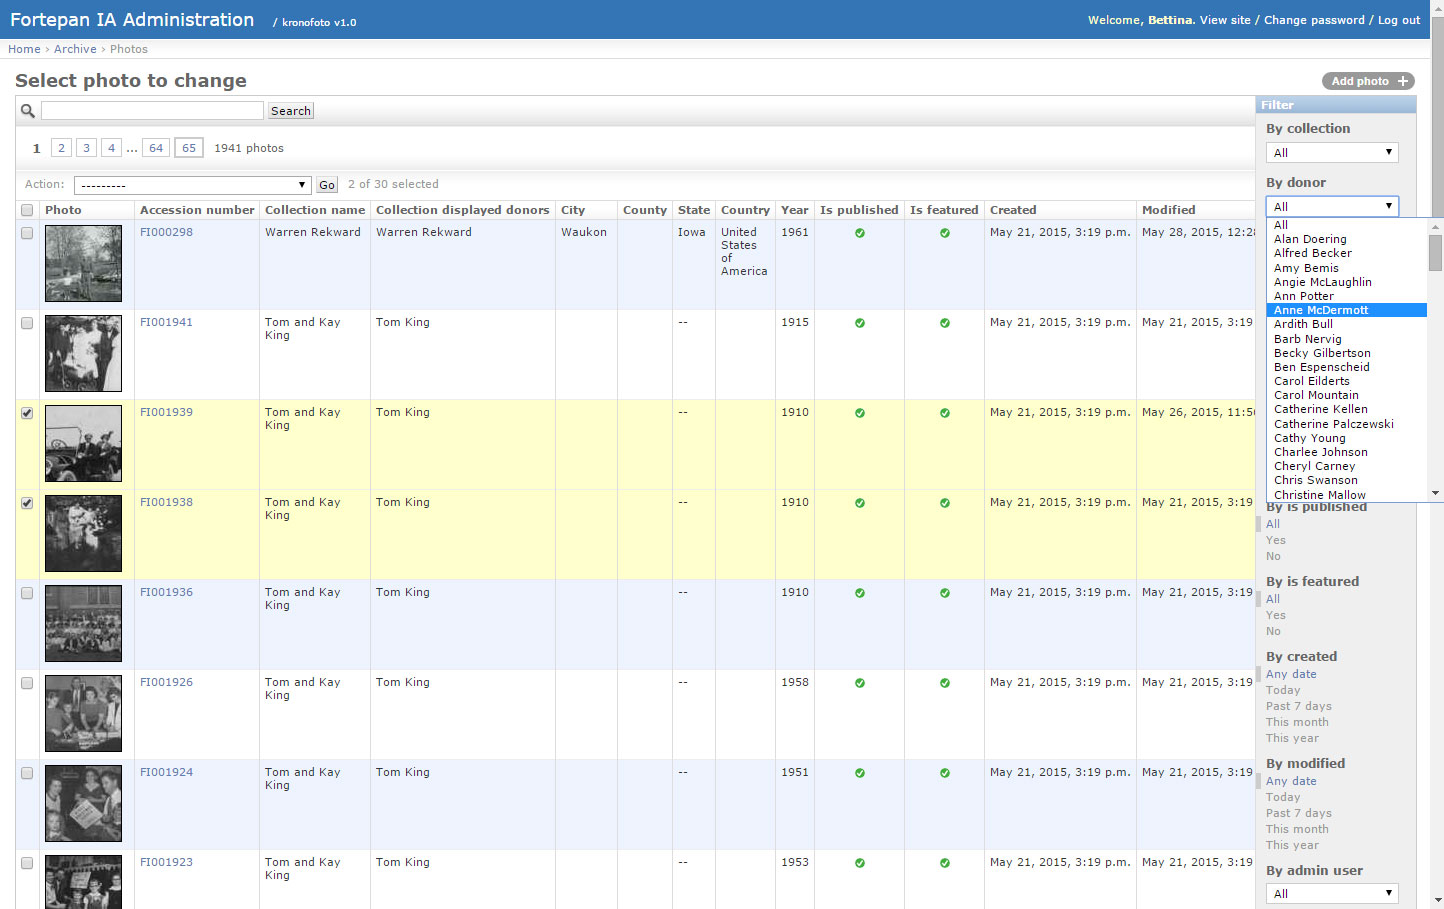 Fortepan IA Administration / kronofoto v1.0
Welcome, Bettina. View site / Change password / Log out
Home › Archive › Photos
Select photo to change
Add photo +
Search
1 2 3 4 ... 64 65 1941 photos
Action: --------- Go 2 of 30 selected
Photo Accession number Collection name Collection displayed donors City County State Country Year Is published Is featured Created Modified
FI000298 Warren Rekward Warren Rekward Waukon Iowa United 1961 May 21, 2015, 3:19 p.m. May 28, 2015, 12:28
States
of
America
FI001941 Tom and Kay Tom King -- 1915 May 21, 2015, 3:19 p.m. May 21, 2015, 3:19
King
FI001939 Tom and Kay Tom King -- 1910 May 21, 2015, 3:19 p.m. May 26, 2015, 11:56
King
FI001938 Tom and Kay Tom King -- 1910 May 21, 2015, 3:19 p.m. May 21, 2015, 3:19
King
FI001936 Tom and Kay Tom King -- 1910 May 21, 2015, 3:19 p.m. May 21, 2015, 3:19
King
FI001926 Tom and Kay Tom King -- 1958 May 21, 2015, 3:19 p.m. May 21, 2015, 3:19
King
FI001924 Tom and Kay Tom King -- 1951 May 21, 2015, 3:19 p.m. May 21, 2015, 3:19
King
FI001923 Tom and Kay Tom King -- 1953 May 21, 2015, 3:19 p.m. May 21, 2015, 3:19
King
Filter
By collection
All
By donor
All
All
Alan Doering
Alfred Becker
Amy Bemis
Angie McLaughlin
Ann Potter
Anne McDermott
Ardith Bull
Barb Nervig
Becky Gilbertson
Ben Espenscheid
Carol Eilderts
Carol Mountain
Catherine Kellen
Catherine Palczewski
Cathy Young
Charlee Johnson
Cheryl Carney
Chris Swanson
Christine Mallow
By is published
All
Yes
No
By is featured
All
Yes
No
By created
Any date
Today
Past 7 days
This month
This year
By modified
Any date
Today
Past 7 days
This month
This year
By admin user
All